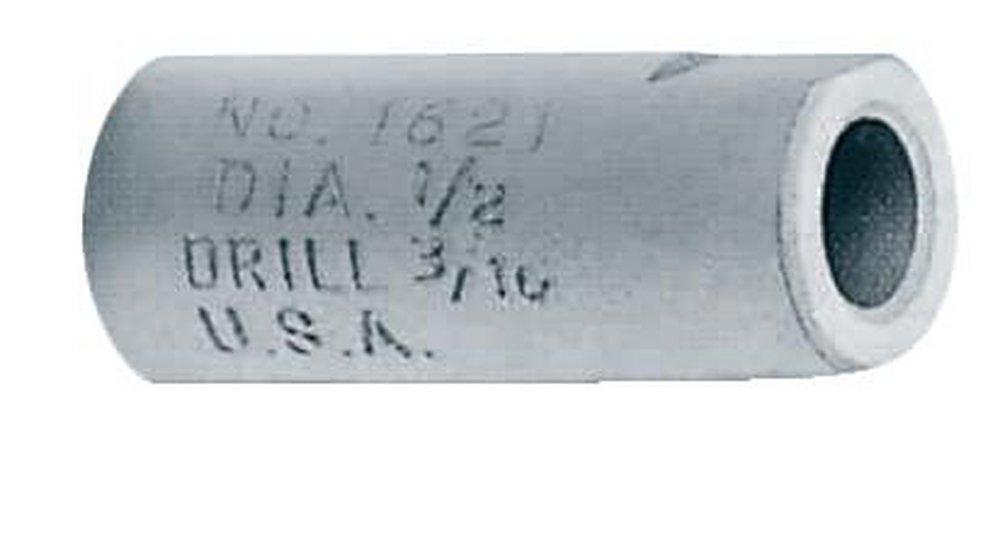 NO. 1621
DIA. 1/2
DRILL 3/16
U.S.A.